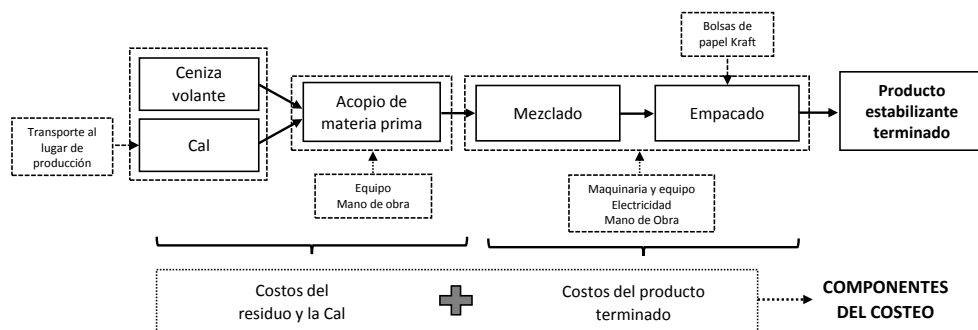 Bolsas de
papel Kraft
Ceniza
volante
Cal
Transporte al
lugar de
producción
Acopio de
materia prima
Equipo
Mano de obra
Mezclado
Empacado
Maquinaria y equipo
Electricidad
Mano de Obra
Producto
estabilizante
terminado
Costos del
residuo y la Cal
Costos del producto
terminado
COMPONENTES
DEL COSTEO